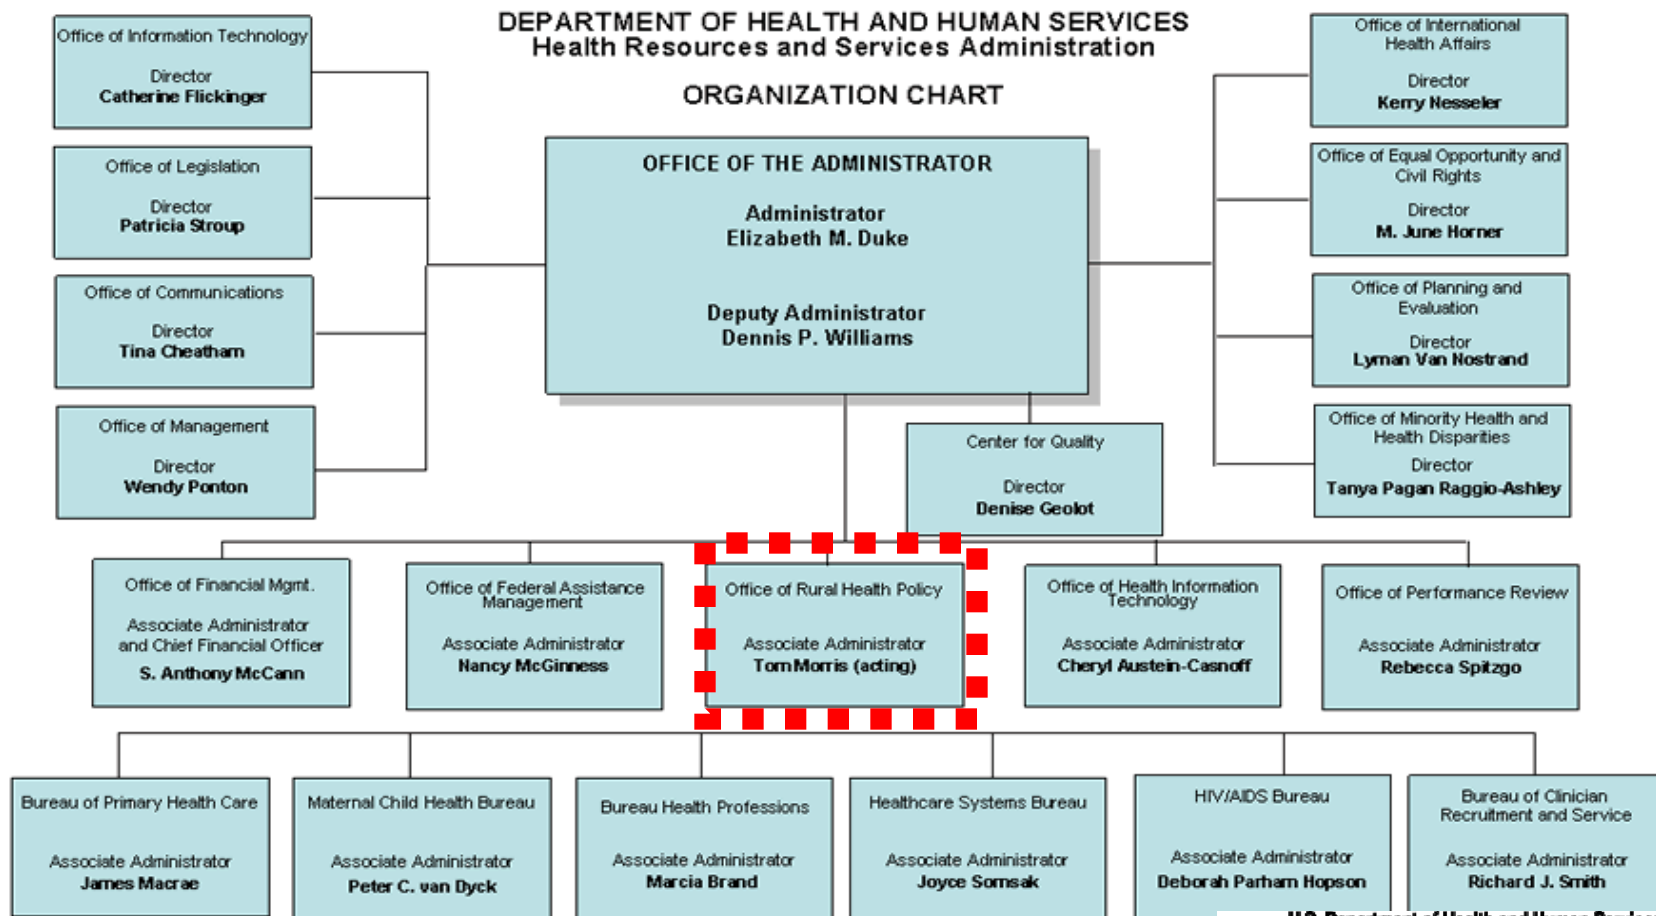 DEPARTMENT OF HEALTH AND HUMAN SERVICES
Health Resources and Services Administration
ORGANIZATION CHART
Office of Information Technology
Director
Catherine Flickinger
Office of Legislation
Director
Patricia Stroup
Office of Communications
Director
Tina Cheatham
Office of Management
Director
Wendy Ponton
OFFICE OF THE ADMINISTRATOR
Administrator
Elizabeth M. Duke
Deputy Administrator
Dennis P. Williams
Office of International
Health Affairs
Director
Kerry Nesseler
Office of Equal Opportunity and
Civil Rights
Director
M. June Horner
Office of Planning and
Evaluation
Director
Lyman Van Nostrand
Office of Minority Health and
Health Disparities
Director
Tanya Pagan Raggio-Ashley
Center for Quality
Director
Denise Geolot
Office of Financial Mgmt.
Associate Administrator
and Chief Financial Officer
S. Anthony McCann
Office of Federal Assistance
Management
Associate Administrator
Nancy McGinness
Office of Rural Health Policy
Associate Administrator
Tom Morris (acting)
Office of Health Information
Technology
Associate Administrator
Cheryl Austein-Casnoff
Office of Performance Review
Associate Administrator
Rebecca Spitzgo
Bureau of Primary Health Care
Associate Administrator
James Macrae
Maternal Child Health Bureau
Associate Administrator
Peter C. van Dyck
Bureau Health Professions
Associate Administrator
Marcia Brand
Healthcare Systems Bureau
Associate Administrator
Joyce Somsak
HIV/AIDS Bureau
Associate Administrator
Deborah Parham Hopson
Bureau of Clinician
Recruitment and Service
Associate Administrator
Richard J. Smith